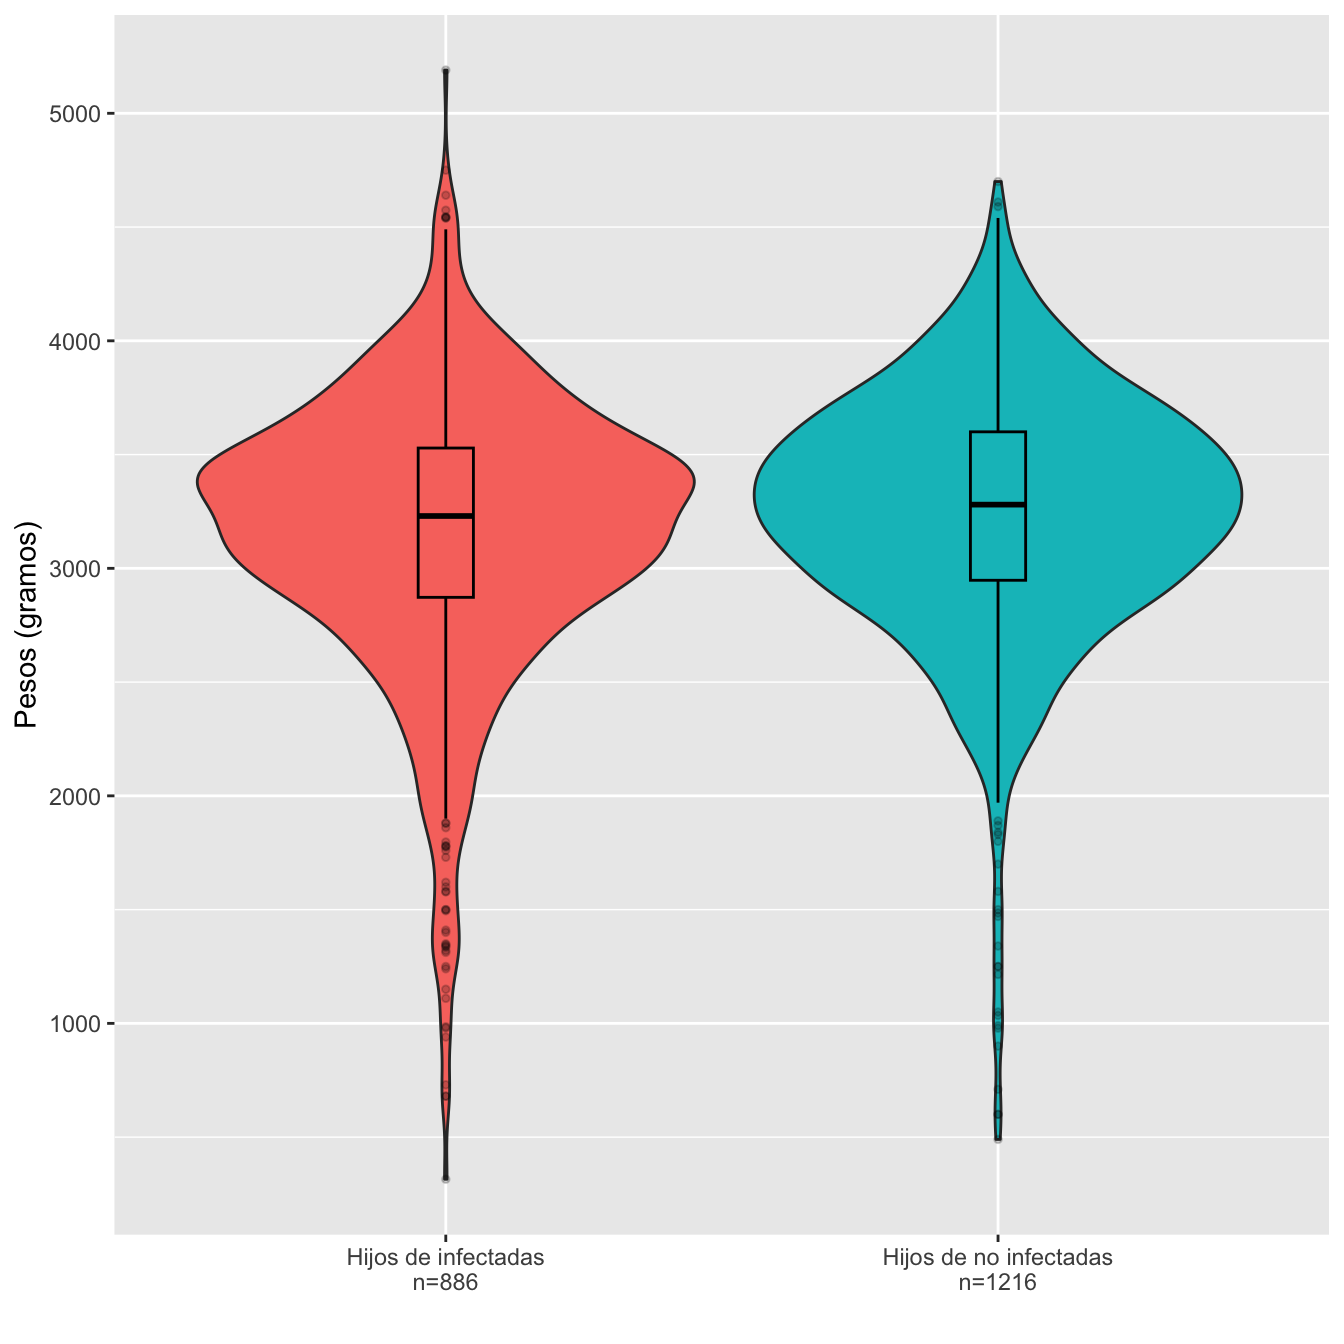 Pesos (gramos)
5000
4000
3000
2000
1000
Hijos de infectadas
n=886
Hijos de no infectadas
n=1216